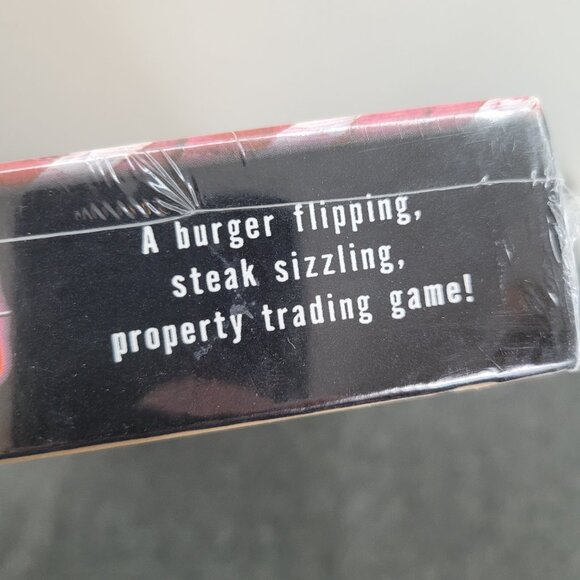 A burger flipping,
steak sizzling,
property trading game!